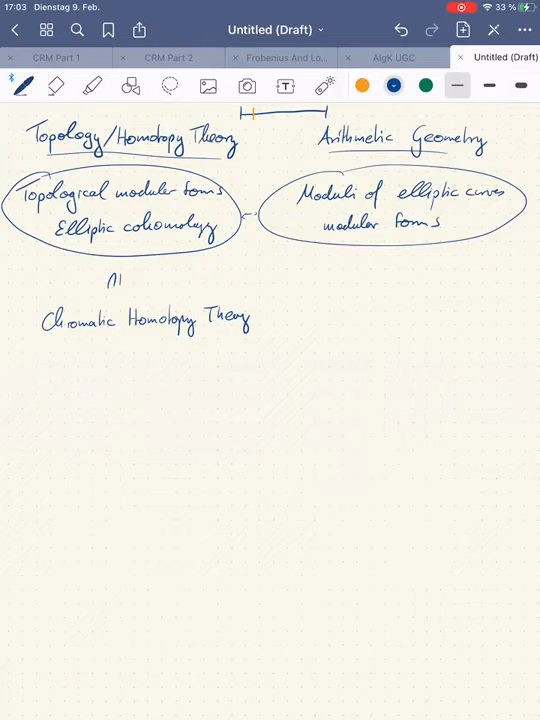 17:03 Dienstag 9. Feb. 33 %
Untitled (Draft)
CRM Part 1 CRM Part 2 Frobenius And Lo... AlgK UGC Untitled (Draft)
Topology/Homotopy Theory Arithmetic Geometry
Topological modular forms Moduli of elliptic curves
Elliptic cohomology modular forms
Chromatic Homotopy Theory